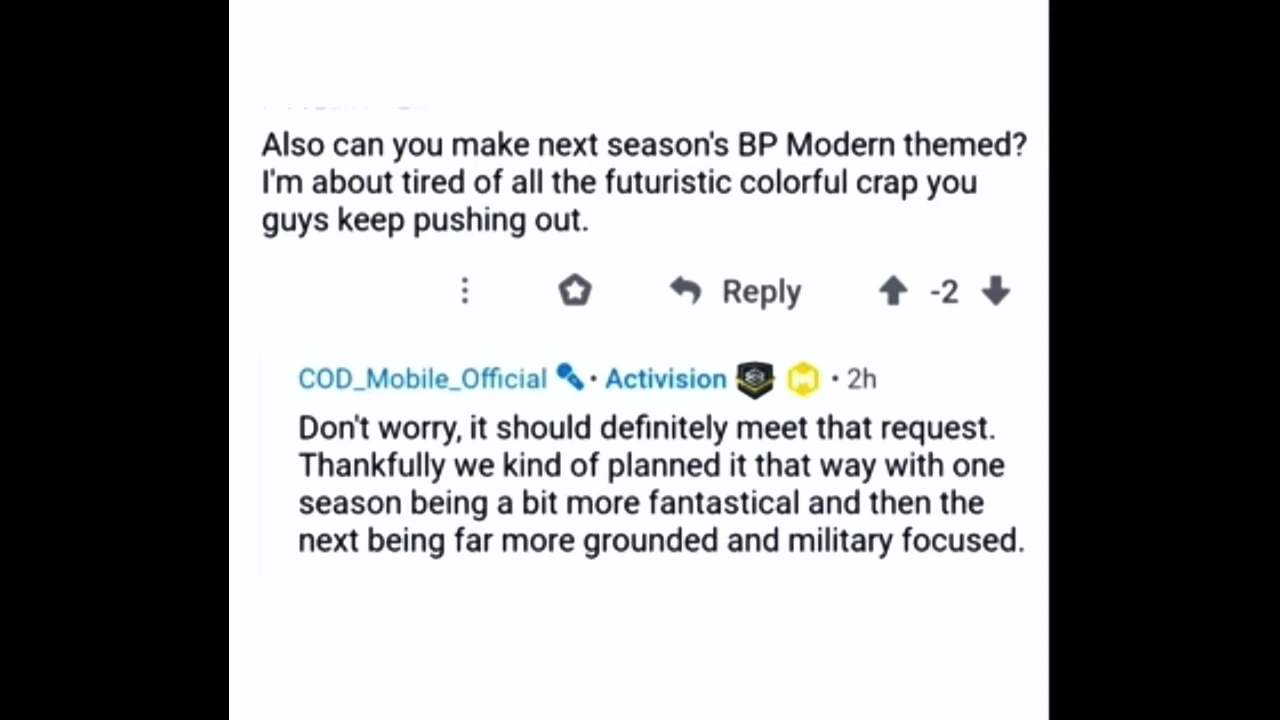 Also can you make next season's BP Modern themed?
I'm about tired of all the futuristic colorful crap you
guys keep pushing out.
Reply -2
COD_Mobile_Official · Activision · 2h
Don't worry, it should definitely meet that request.
Thankfully we kind of planned it that way with one
season being a bit more fantastical and then the
next being far more grounded and military focused.